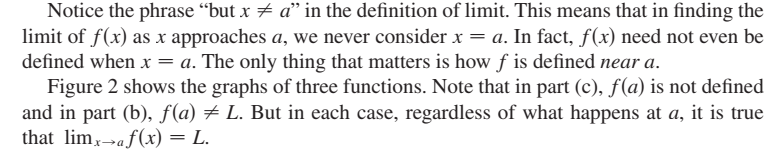 Notice the phrase “but x ≠ a” in the definition of limit. This means that in finding the
limit of f(x) as x approaches a, we never consider x = a. In fact, f(x) need not even be
defined when x = a. The only thing that matters is how f is defined near a.
Figure 2 shows the graphs of three functions. Note that in part (c), f(a) is not defined
and in part (b), f(a) ≠ L. But in each case, regardless of what happens at a, it is true
that limx→a f(x) = L.